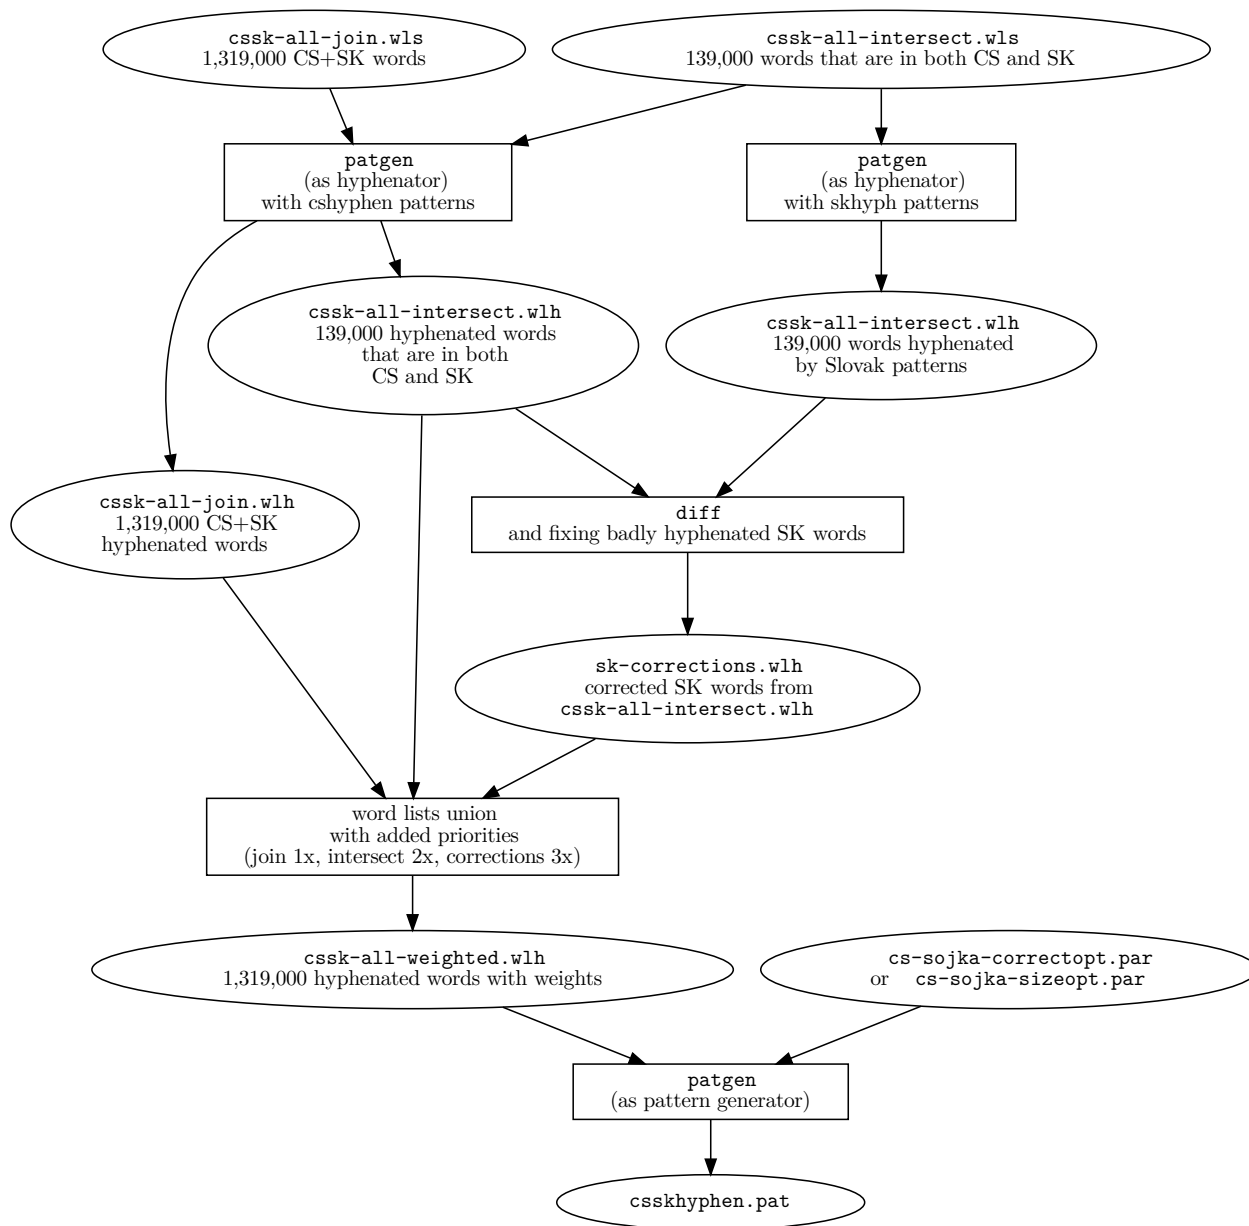 cssk-all-join.wls
1,319,000 CS+SK words
cssk-all-intersect.wls
139,000 words that are in both CS and SK
patgen
(as hyphenator)
with cshyphen patterns
patgen
(as hyphenator)
with skhyph patterns
cssk-all-intersect.wlh
139,000 hyphenated words
that are in both
CS and SK
cssk-all-intersect.wlh
139,000 words hyphenated
by Slovak patterns
cssk-all-join.wlh
1,319,000 CS+SK
hyphenated words
diff
and fixing badly hyphenated SK words
sk-corrections.wlh
corrected SK words from
cssk-all-intersect.wlh
word lists union
with added priorities
(join 1x, intersect 2x, corrections 3x)
cssk-all-weighted.wlh
1,319,000 hyphenated words with weights
cs-sojka-correctopt.par
or cs-sojka-sizeopt.par
patgen
(as pattern generator)
csskhyphen.pat